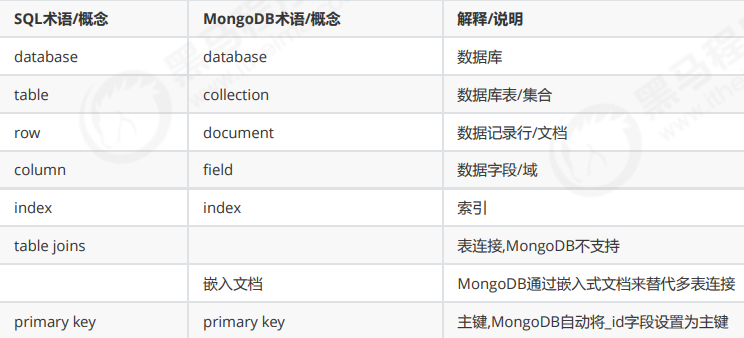 SQL术语/概念 MongoDB术语/概念 解释/说明
database database 数据库
table collection 数据库表/集合
row document 数据记录行/文档
column field 数据字段/域
index index 索引
table joins 表连接,MongoDB不支持
嵌入文档 MongoDB通过嵌入式文档来替代多表连接
primary key primary key 主键,MongoDB自动将_id字段设置为主键